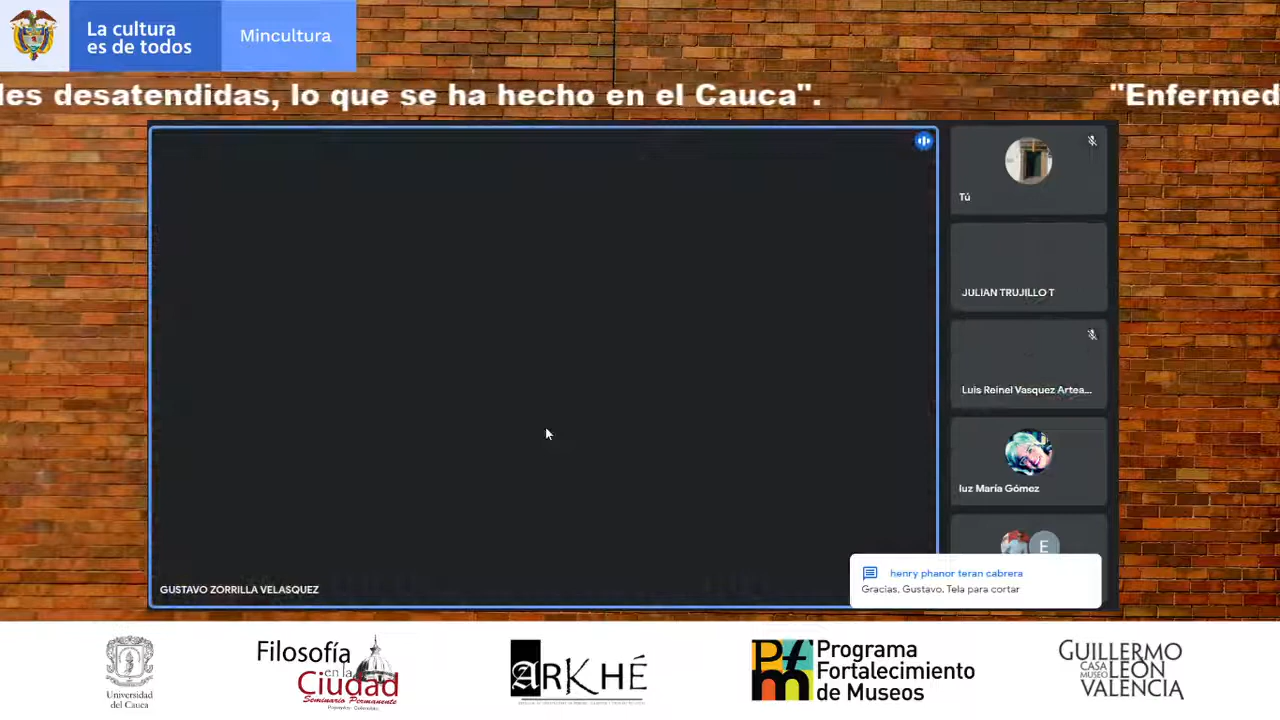 La cultura
es de todos
Mincultura
les desatendidas, lo que se ha hecho en el Cauca".
"Enfermed
Tú
JULIAN TRUJILLO T
Luis Reinel Vasquez Artea...
luz María Gómez
E
GUSTAVO ZORRILLA VELASQUEZ
henry phanor teran cabrera
Gracias, Gustavo. Tela para cortar
Universidad
del Cauca
Filosofía
en la
Ciudad
Seminario Permanente
Popayán - Colombia
ARKHÉ
Pfm
Programa
Fortalecimiento
de Museos
GUILLERMO
CASA
MUSEO
LEÓN
VALENCIA